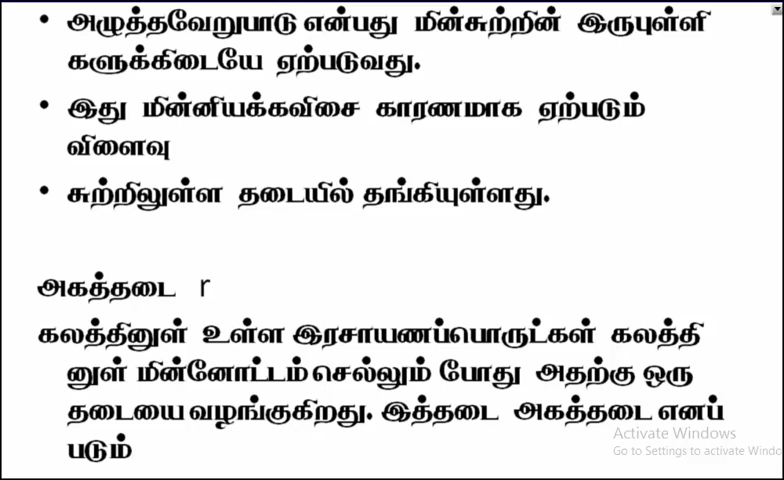 • அழுத்தவேறுபாடு என்பது மின்சுற்றின் இருபுள்ளி
களுக்கிடையே ஏற்படுவது.
• இது மின்னியக்கவிசை காரணமாக ஏற்படும்
விளைவு
• சுற்றிலுள்ள தடையில் தங்கியுள்ளது.
அகத்தடை r
கலத்தினுள் உள்ள இரசாயணப்பொருட்கள் கலத்தி
னுள் மின்னோட்டம் செல்லும் போது அதற்கு ஒரு
தடையை வழங்குகிறது. இத்தடை அகத்தடை எனப்
படும்
Activate Windows
Go to Settings to activate Windo